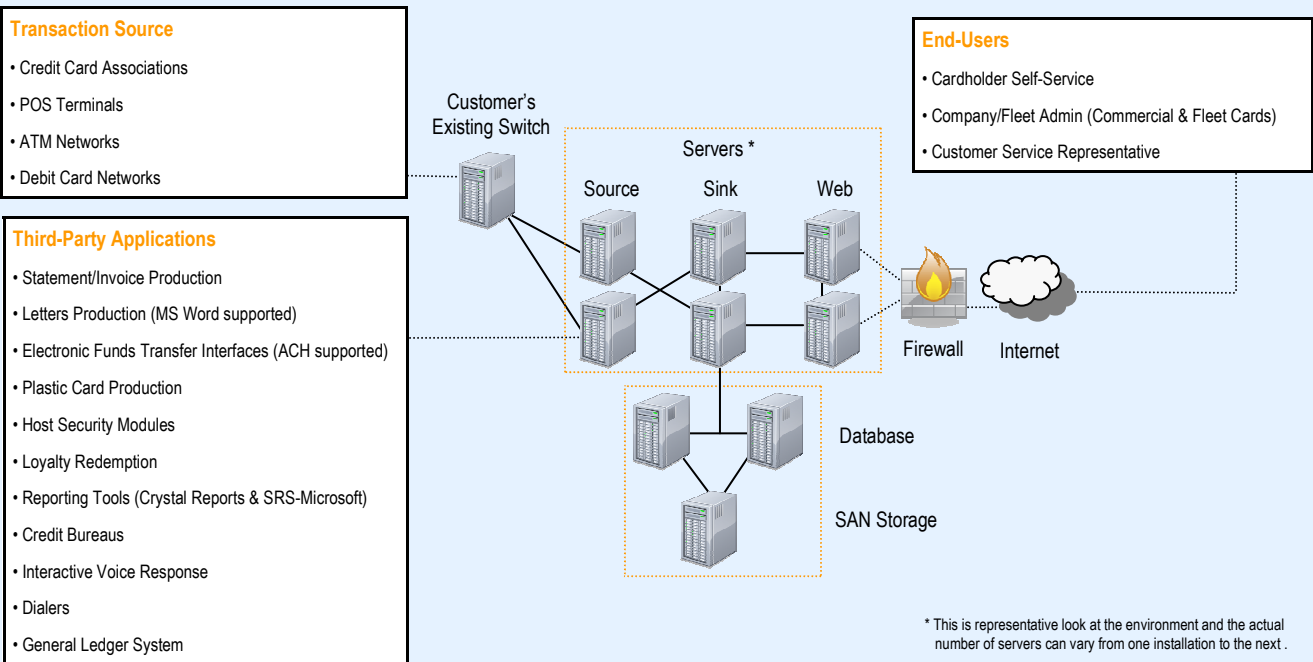 Transaction Source
• Credit Card Associations
• POS Terminals
• ATM Networks
• Debit Card Networks
Third-Party Applications
• Statement/Invoice Production
• Letters Production (MS Word supported)
• Electronic Funds Transfer Interfaces (ACH supported)
• Plastic Card Production
• Host Security Modules
• Loyalty Redemption
• Reporting Tools (Crystal Reports & SRS-Microsoft)
• Credit Bureaus
• Interactive Voice Response
• Dialers
• General Ledger System
Customer’s
Existing Switch
Servers *
Source
Sink
Web
Database
SAN Storage
Firewall
Internet
End-Users
• Cardholder Self-Service
• Company/Fleet Admin (Commercial & Fleet Cards)
• Customer Service Representative
* This is representative look at the environment and the actual
number of servers can vary from one installation to the next .